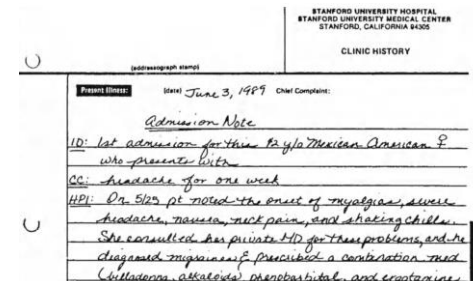 STANFORD UNIVERSITY HOSPITAL
STANFORD UNIVERSITY MEDICAL CENTER
STANFORD, CALIFORNIA 94305
CLINIC HISTORY
(addressograph stamp)
Present Illness: (date) June 3, 1989 Chief Complaint:
Admission Note
ID: 1st admission for this y/o Mexican American ♀
who presents with
CC: headache for one week
HPI: On 5/25 pt noted the onset of myalgias, severe
headache, nausea, neck pain, and shaking chills.
She consulted her private MD for these problems, and he
diagnosed migraines & prescribed a combination med
(belladonna alkaloids, phenobarbital, and ergotamine